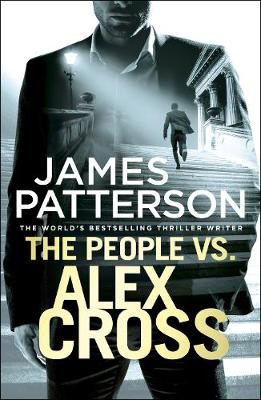 JAMES
PATTERSON
THE WORLD'S BESTSELLING THRILLER WRITER
THE PEOPLE VS.
ALEX
CROSS